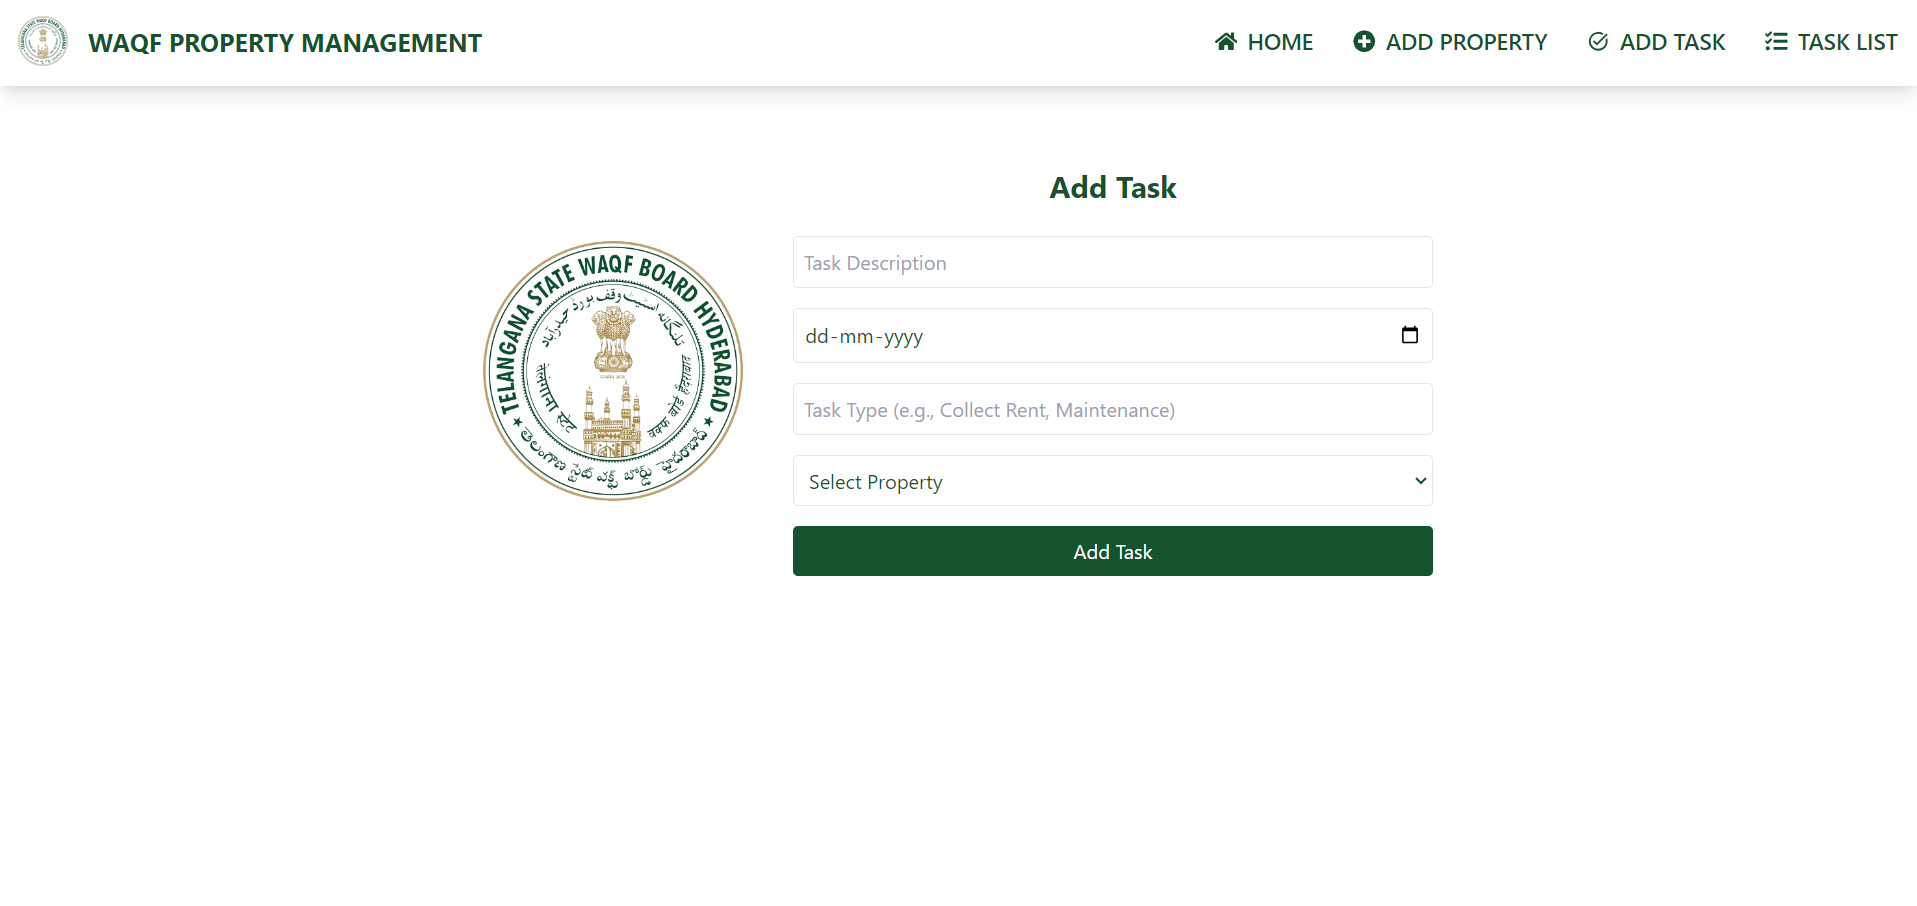 WAQF PROPERTY MANAGEMENT
HOME
ADD PROPERTY
ADD TASK
TASK LIST
Add Task
TELANGANA STATE WAQF BOARD HYDERABAD
تلنگانہ اسٹیٹ وقف بورڈ حیدرآباد
तेलंगाना स्टेट वक्फ बोर्ड हैदराबाद
తెలంగాణ స్టేట్ వక్ఫ్ బోర్డు హైదరాబాద్
Task Description
dd-mm-yyyy
Task Type (e.g., Collect Rent, Maintenance)
Select Property
Add Task